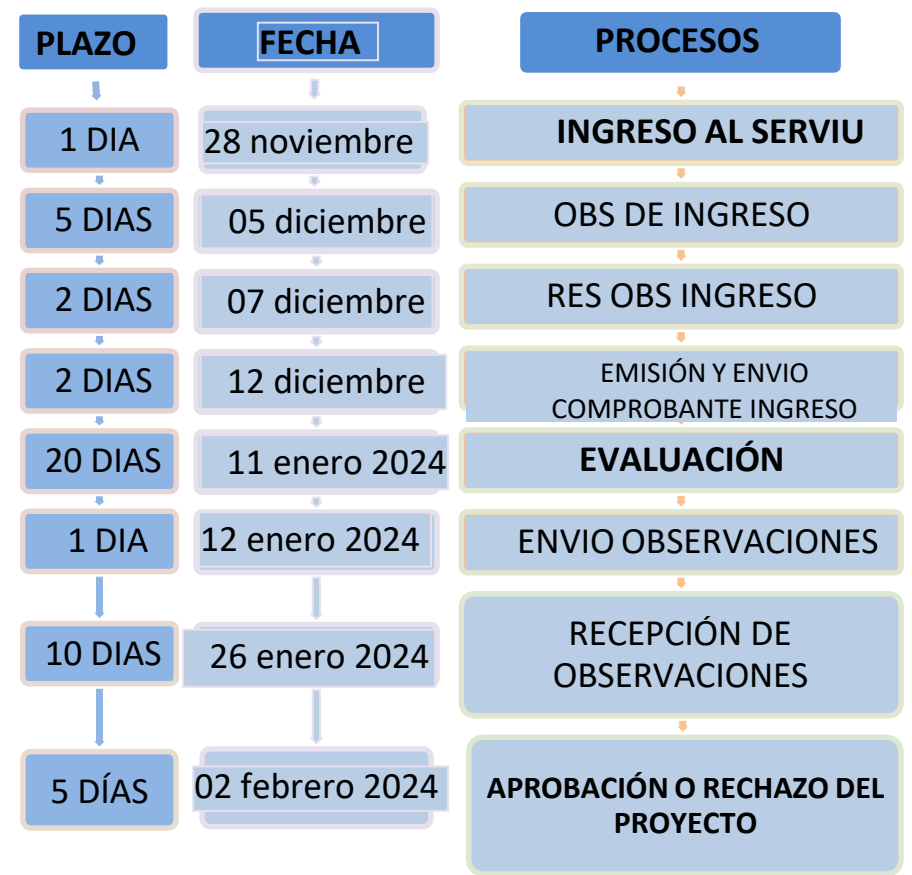 PLAZO FECHA PROCESOS
1 DIA 28 noviembre INGRESO AL SERVIU
5 DIAS 05 diciembre OBS DE INGRESO
2 DIAS 07 diciembre RES OBS INGRESO
2 DIAS 12 diciembre EMISIÓN Y ENVIO
COMPROBANTE INGRESO
20 DIAS 11 enero 2024 EVALUACIÓN
1 DIA 12 enero 2024 ENVIO OBSERVACIONES
10 DIAS 26 enero 2024 RECEPCIÓN DE
OBSERVACIONES
5 DÍAS 02 febrero 2024 APROBACIÓN O RECHAZO DEL
PROYECTO